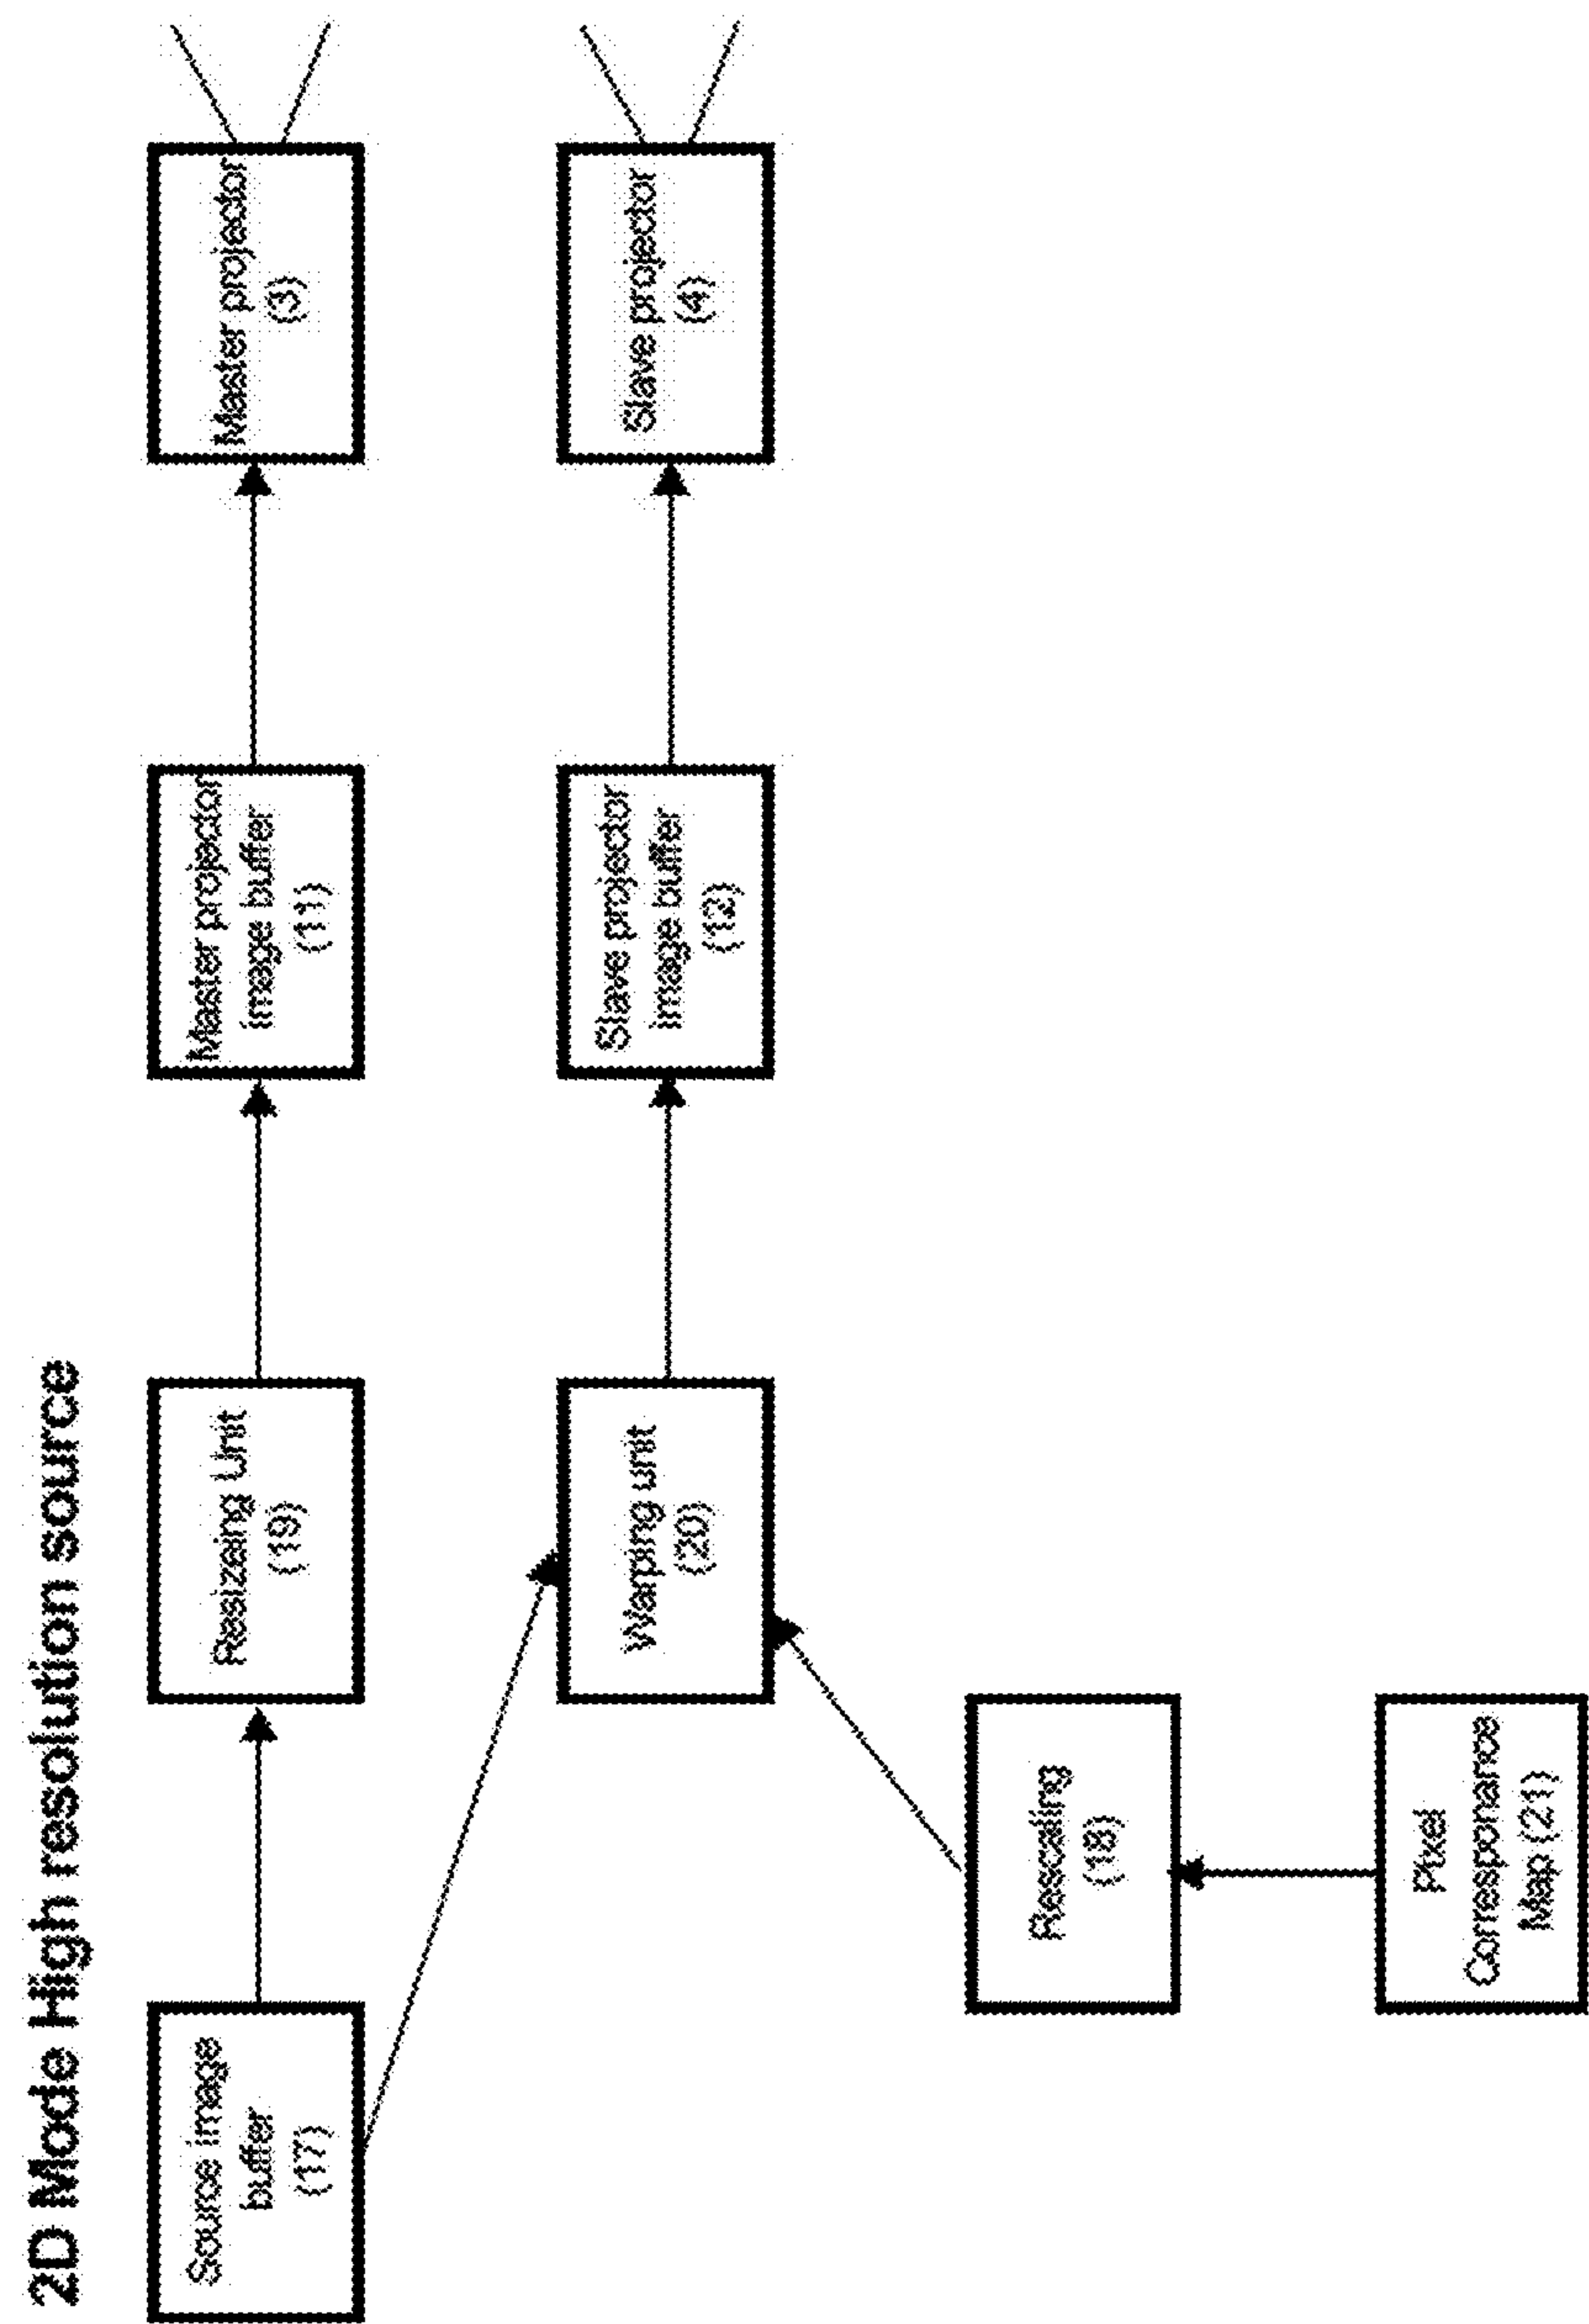 2D Mode High resolution source
Source image
buffer
(17)
Resizing Unit
(19)
Master projector
image buffer
(11)
Master projector
(3)
Warping unit
(20)
Slave projector
image buffer
(12)
Slave projector
(4)
Rescaling
(18)
Pixel
Corresponance
Map (21)